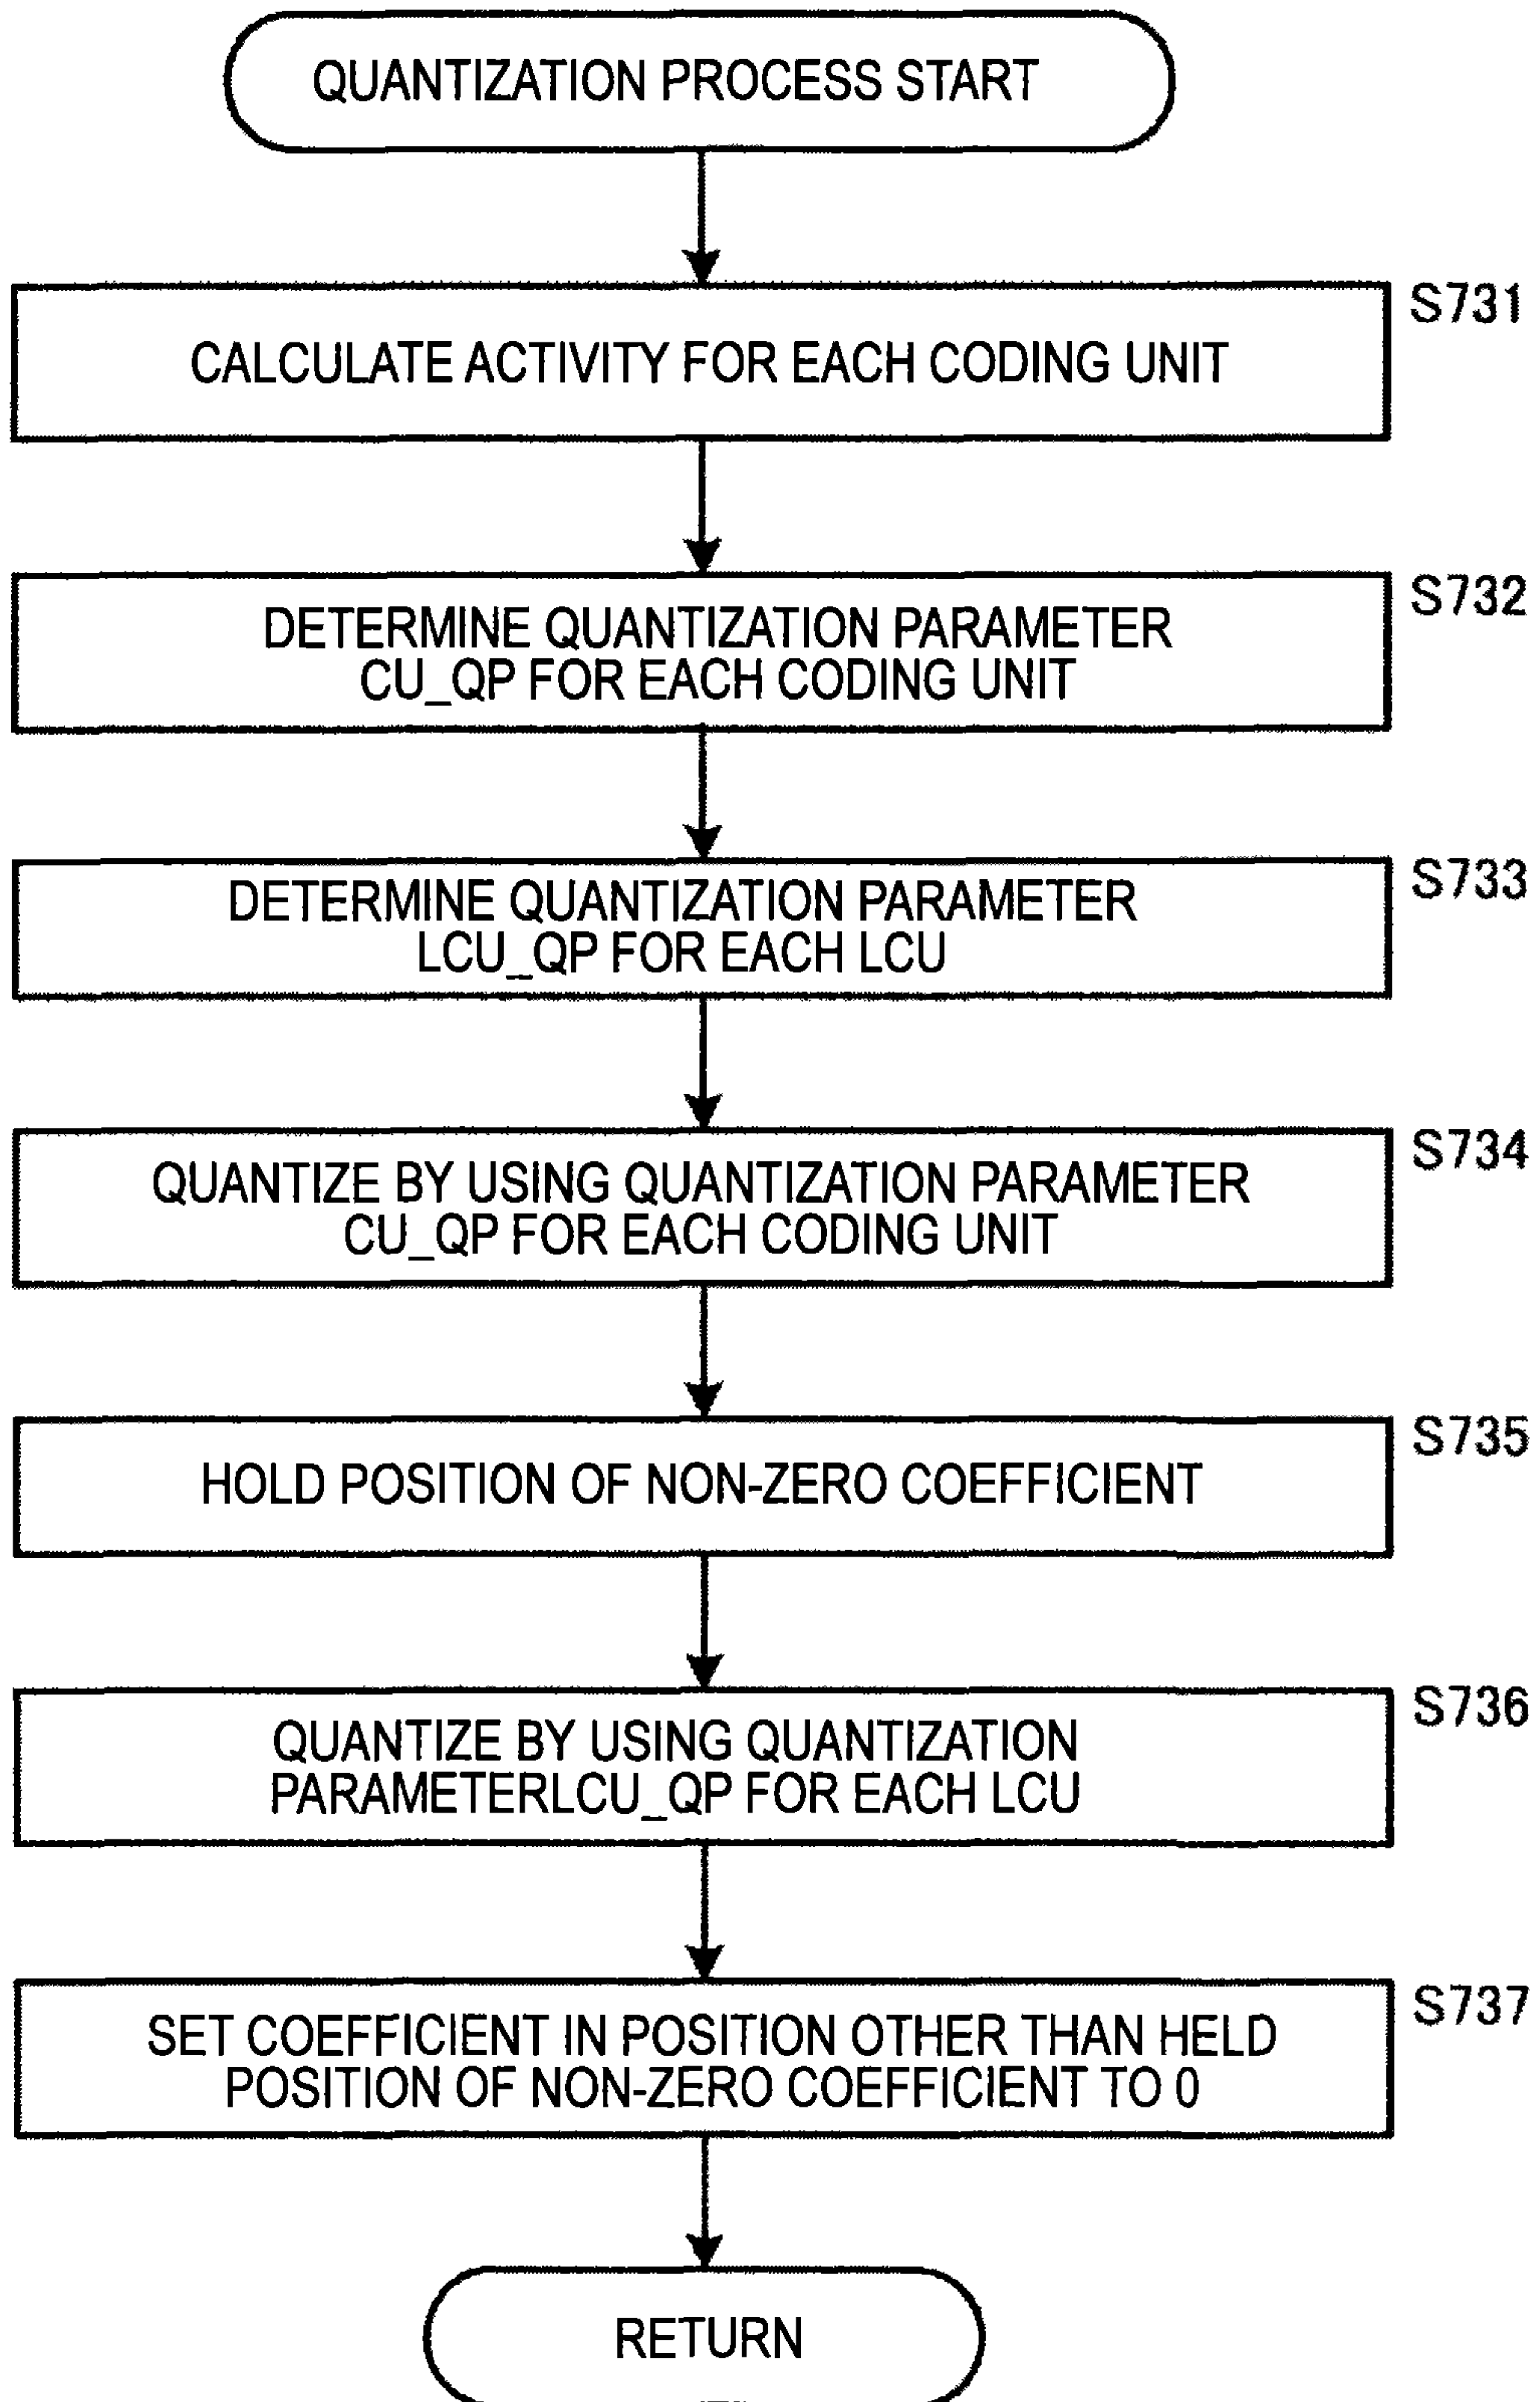 QUANTIZATION PROCESS START
S731
CALCULATE ACTIVITY FOR EACH CODING UNIT
S732
DETERMINE QUANTIZATION PARAMETER
CU_QP FOR EACH CODING UNIT
S733
DETERMINE QUANTIZATION PARAMETER
LCU_QP FOR EACH LCU
S734
QUANTIZE BY USING QUANTIZATION PARAMETER
CU_QP FOR EACH CODING UNIT
S735
HOLD POSITION OF NON-ZERO COEFFICIENT
S736
QUANTIZE BY USING QUANTIZATION
PARAMETERLCU_QP FOR EACH LCU
S737
SET COEFFICIENT IN POSITION OTHER THAN HELD
POSITION OF NON-ZERO COEFFICIENT TO 0
RETURN